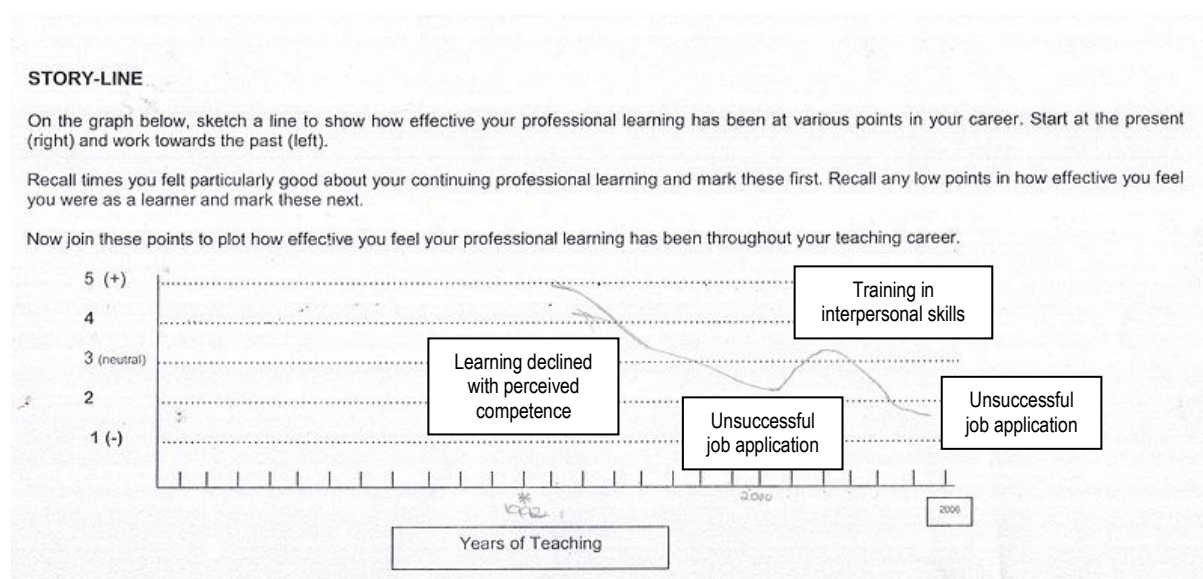 STORY-LINE
On the graph below, sketch a line to show how effective your professional learning has been at various points in your career. Start at the present
(right) and work towards the past (left).
Recall times you felt particularly good about your continuing professional learning and mark these first. Recall any low points in how effective you feel
you were as a learner and mark these next.
Now join these points to plot how effective you feel your professional learning has been throughout your teaching career.
5 (+)
4
3 (neutral)
2
1 (-)
Training in
interpersonal skills
Learning declined
with perceived
competence
Unsuccessful
job application
Unsuccessful
job application
*
1992
2000
2006
Years of Teaching